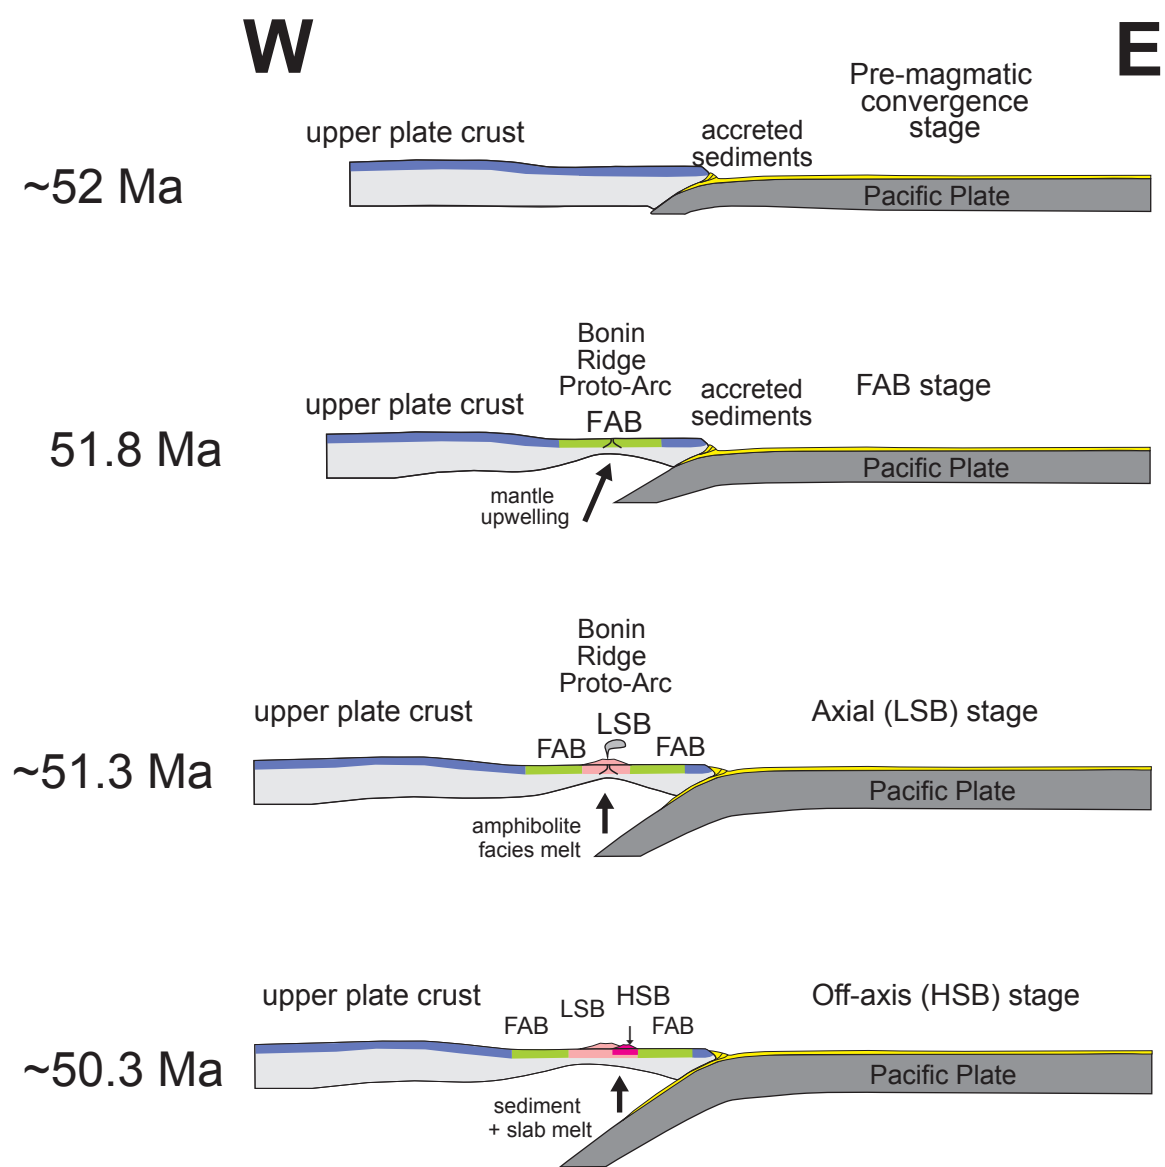 W
E
Pre-magmatic
convergence
stage
upper plate crust
accreted
sediments
~52 Ma
Pacific Plate
Bonin
Ridge
Proto-Arc
FAB
upper plate crust
accreted
sediments
FAB stage
51.8 Ma
Pacific Plate
mantle
upwelling
Bonin
Ridge
Proto-Arc
upper plate crust
LSB
FAB
FAB
Axial (LSB) stage
~51.3 Ma
Pacific Plate
amphibolite
facies melt
upper plate crust
LSB
HSB
FAB
FAB
Off-axis (HSB) stage
~50.3 Ma
Pacific Plate
sediment
+ slab melt